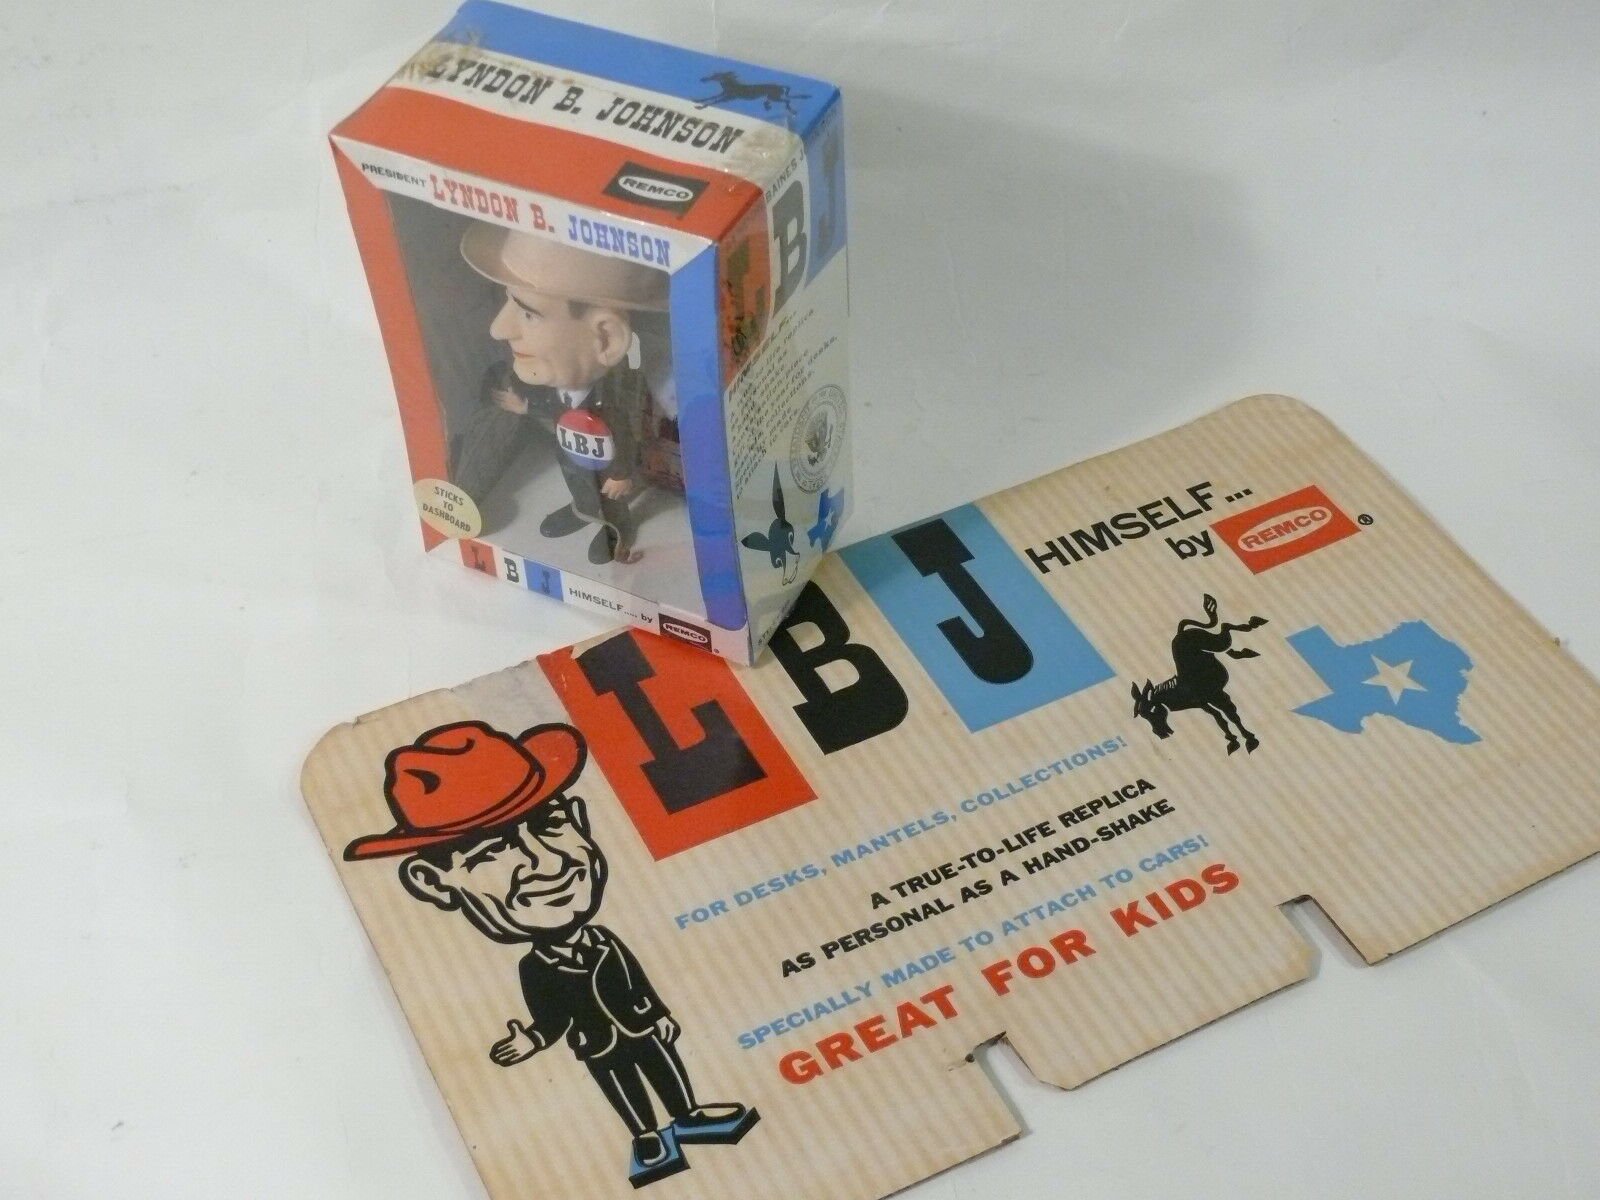 LYNDON B. JOHNSON
REMCO
PRESIDENT LYNDON B. JOHNSON
BAINES J
LBJ
LBJ
STICKS
TO
DASHBOARD
L B J HIMSELF.... by REMCO
LBJ HIMSELF...
by REMCO ®
FOR DESKS, MANTELS, COLLECTIONS!
A TRUE-TO-LIFE REPLICA
AS PERSONAL AS A HAND-SHAKE
SPECIALLY MADE TO ATTACH TO CARS!
GREAT FOR KIDS